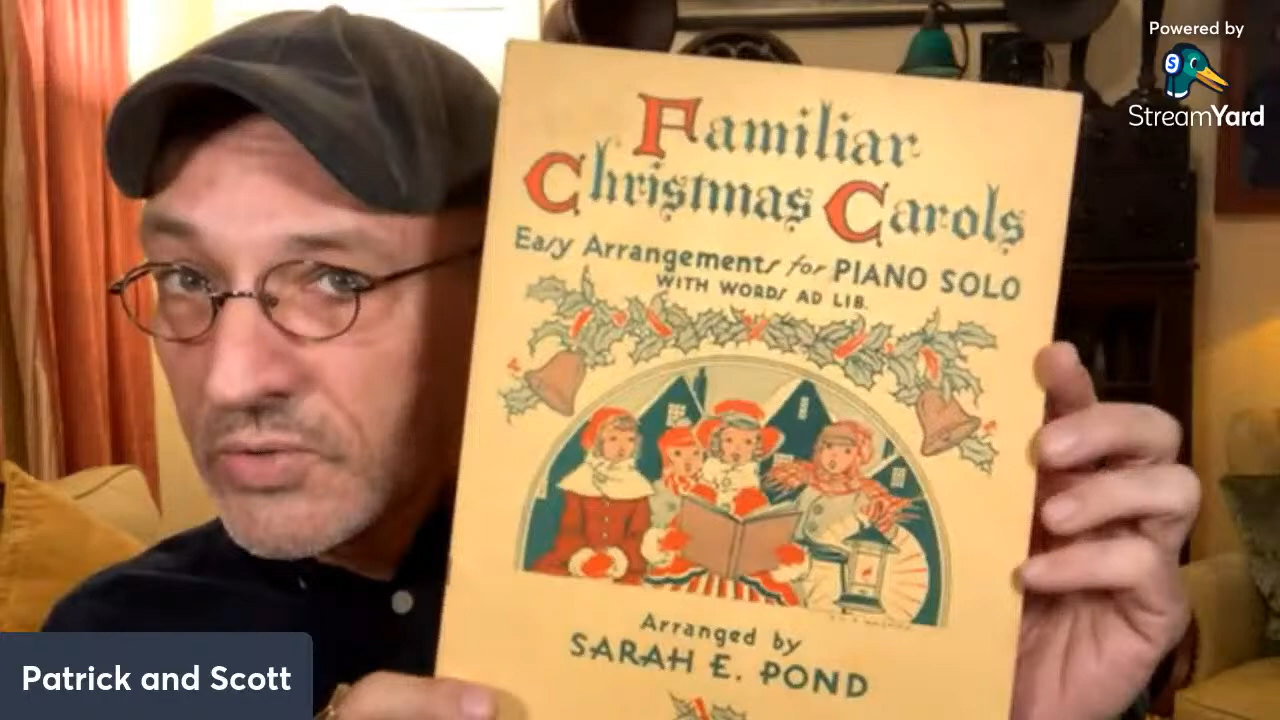 Powered by
S
StreamYard
Familiar
Christmas Carols
Easy Arrangements for PIANO SOLO
WITH WORDS AD LIB.
Arranged by
SARAH E. POND
Patrick and Scott